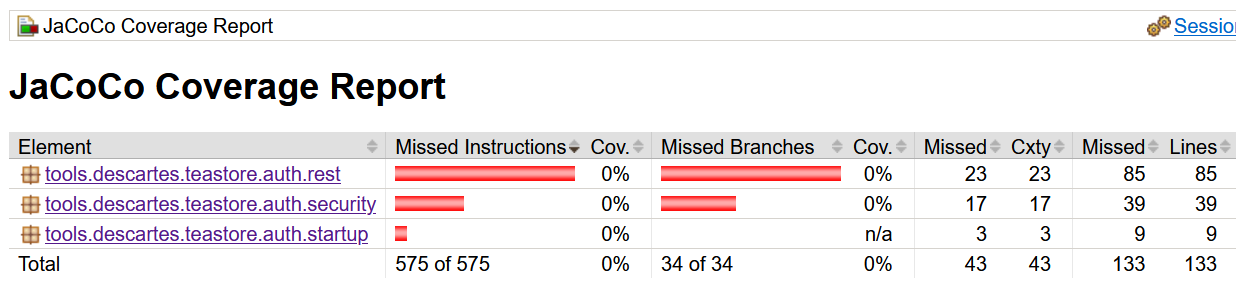 JaCoCo Coverage Report Sessio
JaCoCo Coverage Report
Element Missed Instructions Cov. Missed Branches Cov. Missed Cxty Missed Lines
tools.descartes.teastore.auth.rest 0% 0% 23 23 85 85
tools.descartes.teastore.auth.security 0% 0% 17 17 39 39
tools.descartes.teastore.auth.startup 0% n/a 3 3 9 9
Total 575 of 575 0% 34 of 34 0% 43 43 133 133